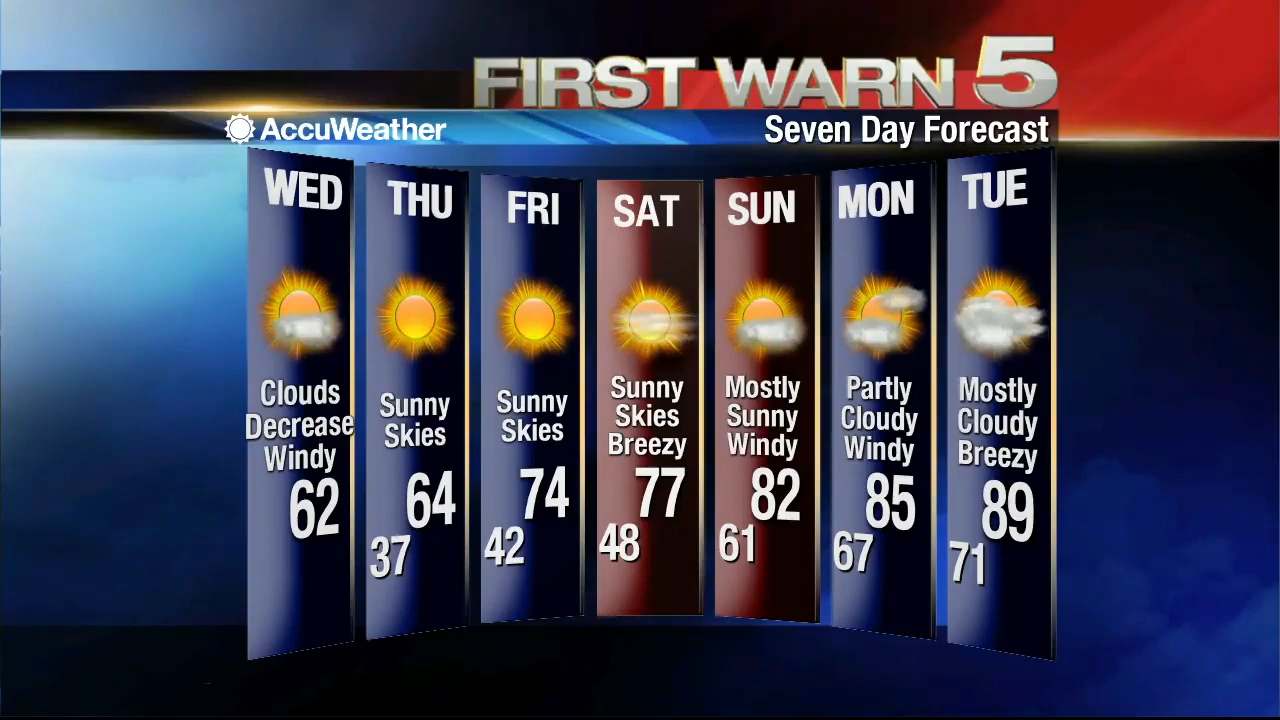 FIRST WARN 5
AccuWeather
Seven Day Forecast
WED
Clouds
Decrease
Windy
62
THU
Sunny
Skies
64
37
FRI
Sunny
Skies
74
42
SAT
Sunny
Skies
Breezy
77
48
SUN
Mostly
Sunny
Windy
82
61
MON
Partly
Cloudy
Windy
85
67
TUE
Mostly
Cloudy
Breezy
89
71